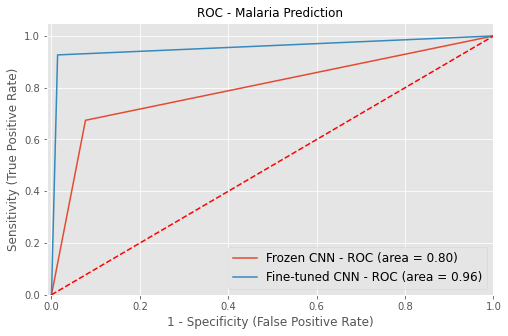 ROC - Malaria Prediction
Sensitivity (True Positive Rate)
1.0
0.8
0.6
0.4
0.2
0.0
0.0 0.2 0.4 0.6 0.8 1.0
1 - Specificity (False Positive Rate)
Frozen CNN - ROC (area = 0.80)
Fine-tuned CNN - ROC (area = 0.96)